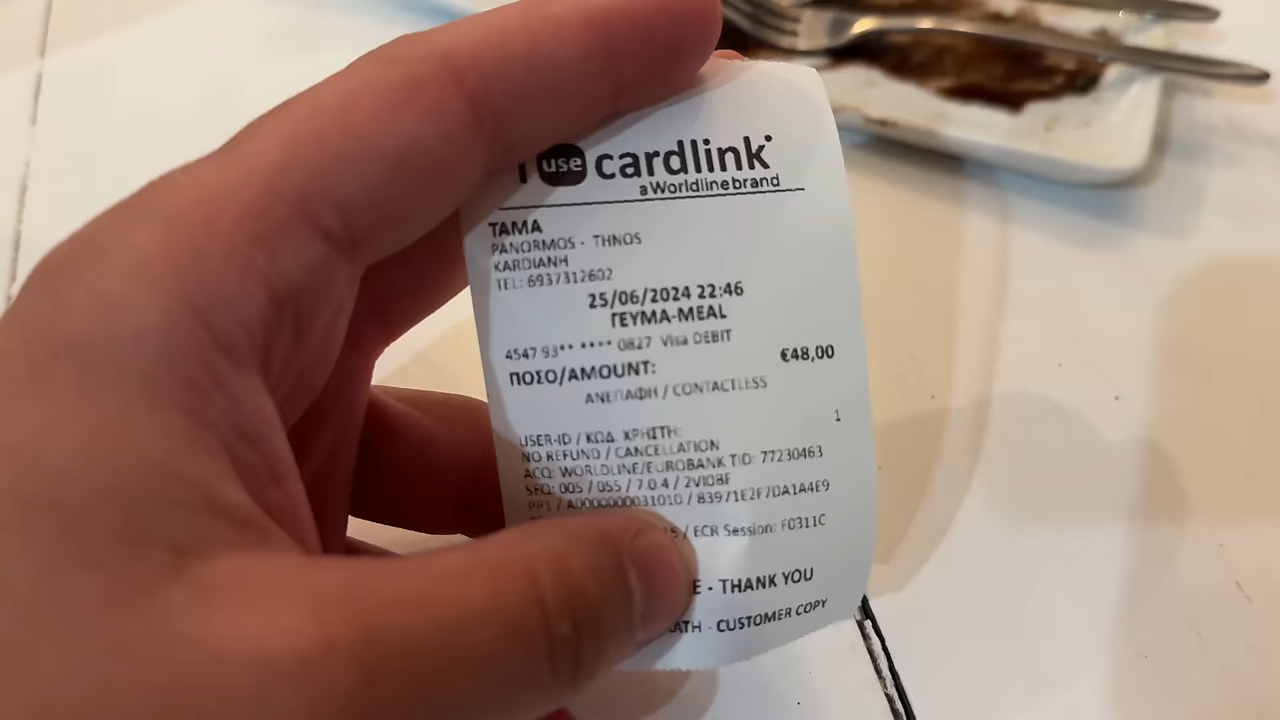 use cardlink
a Worldline brand
TAMA
PANORMOS - THNOS
KARDIANH
TEL: 6937312602
25/06/2024 22:46
ΓΕΥΜΑ-MEAL
4547 93** **** 0827 Visa DEBIT
ΠΟΣΟ/AMOUNT: €48,00
ΑΝΕΠΑΦΗ / CONTACTLESS
USER-ID / ΚΩΔ. ΧΡΗΣΤΗ: 1
NO REFUND / CANCELLATION
ACQ: WORLDLINE/EUROBANK TID: 77230463
SEQ: 005 / 055 / 7.0.4 / 2VI0BF
PP1 / A0000000031010 / 83971E2F7DA1A4E9
/ ECR Session: F0311C
- THANK YOU
- CUSTOMER COPY